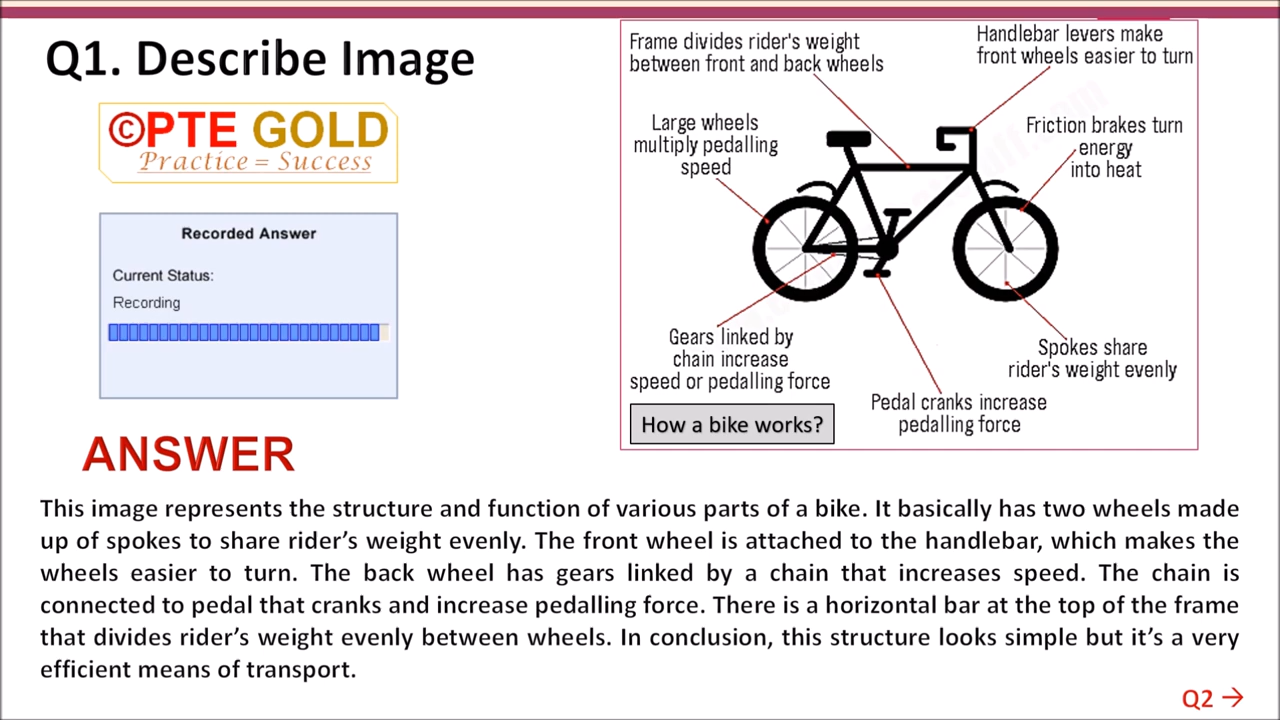 Q1. Describe Image
©PTE GOLD
Practice = Success
Recorded Answer
Current Status:
Recording
Frame divides rider's weight
between front and back wheels
Handlebar levers make
front wheels easier to turn
Large wheels
multiply pedalling
speed
Friction brakes turn
energy
into heat
Gears linked by
chain increase
speed or pedalling force
Spokes share
rider's weight evenly
Pedal cranks increase
pedalling force
How a bike works?
ANSWER
This image represents the structure and function of various parts of a bike. It basically has two wheels made
up of spokes to share rider's weight evenly. The front wheel is attached to the handlebar, which makes the
wheels easier to turn. The back wheel has gears linked by a chain that increases speed. The chain is
connected to pedal that cranks and increase pedalling force. There is a horizontal bar at the top of the frame
that divides rider's weight evenly between wheels. In conclusion, this structure looks simple but it's a very
efficient means of transport.
Q2 →